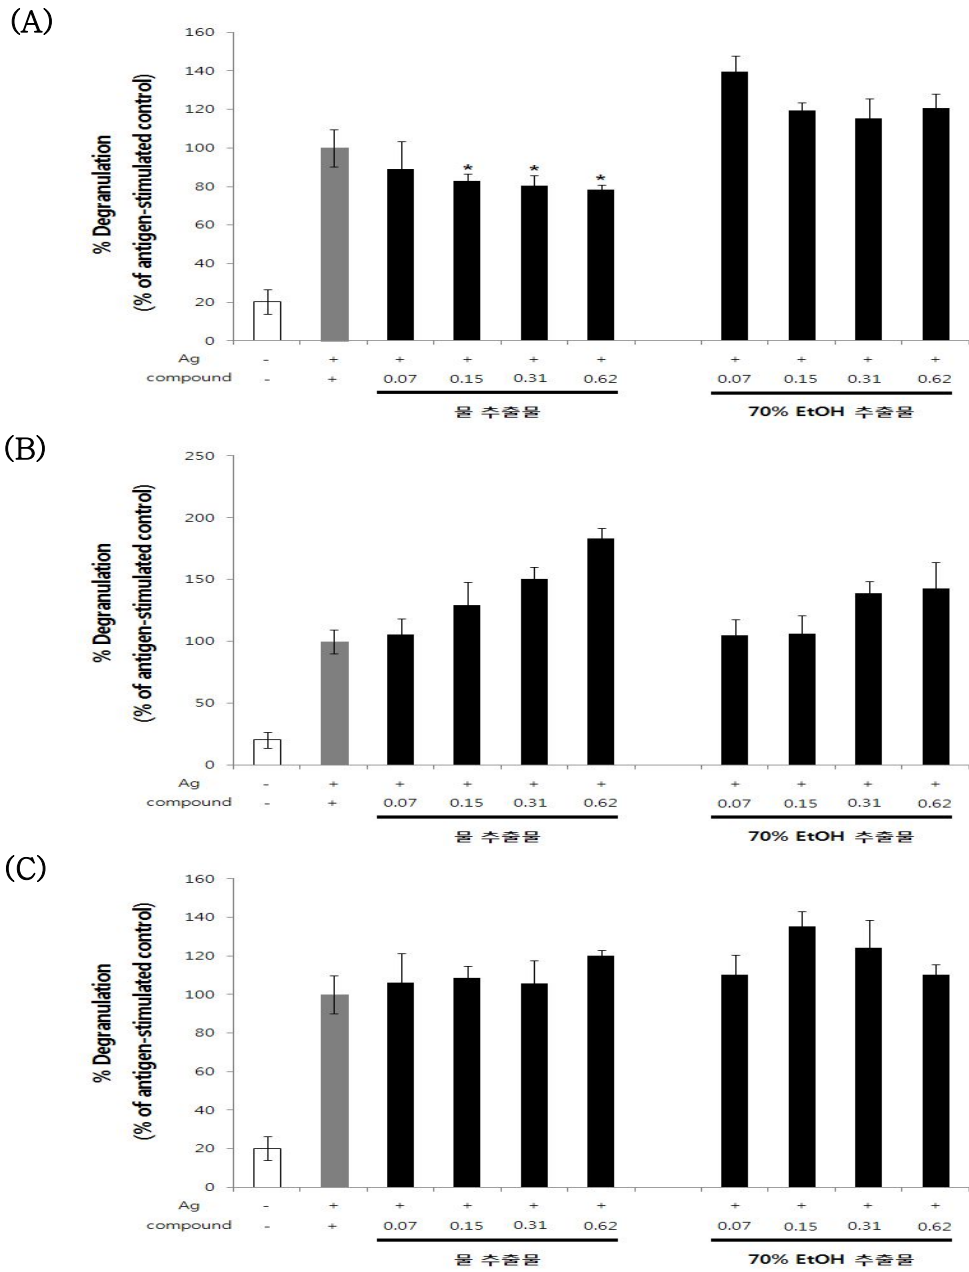 (A)
% Degranulation
(% of antigen-stimulated control)
160
140
120
100
80
60
40
20
0
* * *
Ag - + + + + + + + + +
compound - + 0.07 0.15 0.31 0.62 0.07 0.15 0.31 0.62
물 추출물 70% EtOH 추출물
(B)
% Degranulation
(% of antigen-stimulated control)
250
200
150
100
50
0
Ag - + + + + + + + + +
compound - + 0.07 0.15 0.31 0.62 0.07 0.15 0.31 0.62
물 추출물 70% EtOH 추출물
(C)
% Degranulation
(% of antigen-stimulated control)
160
140
120
100
80
60
40
20
0
Ag - + + + + + + + + +
compound - + 0.07 0.15 0.31 0.62 0.07 0.15 0.31 0.62
물 추출물 70% EtOH 추출물